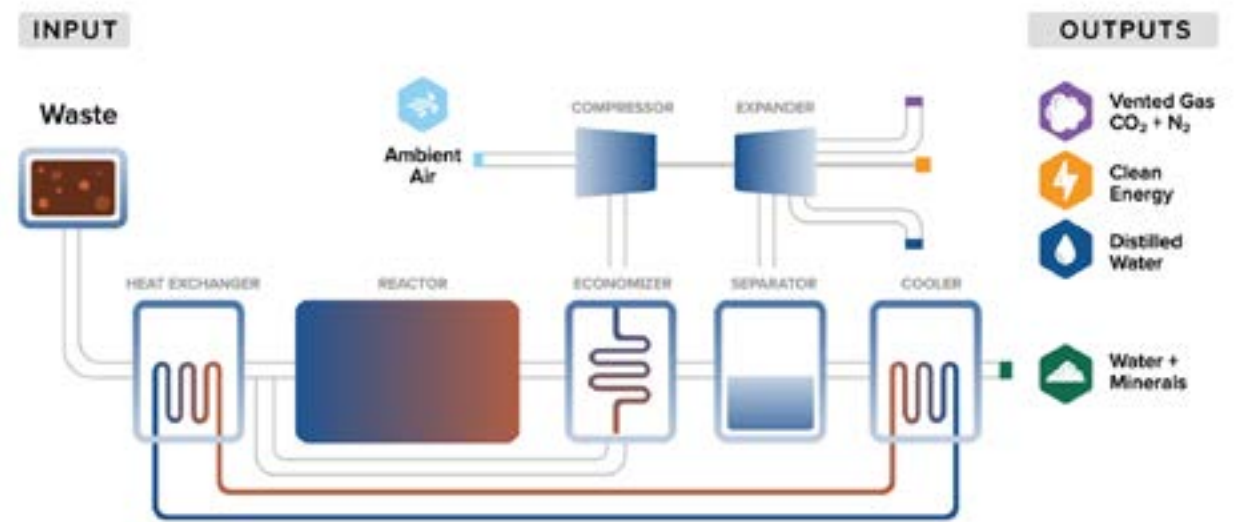 INPUT
OUTPUTS
Waste
Ambient
Air
COMPRESSOR
EXPANDER
Vented Gas
CO₂ + N₂
Clean
Energy
Distilled
Water
HEAT EXCHANGER
REACTOR
ECONOMIZER
SEPARATOR
COOLER
Water +
Minerals